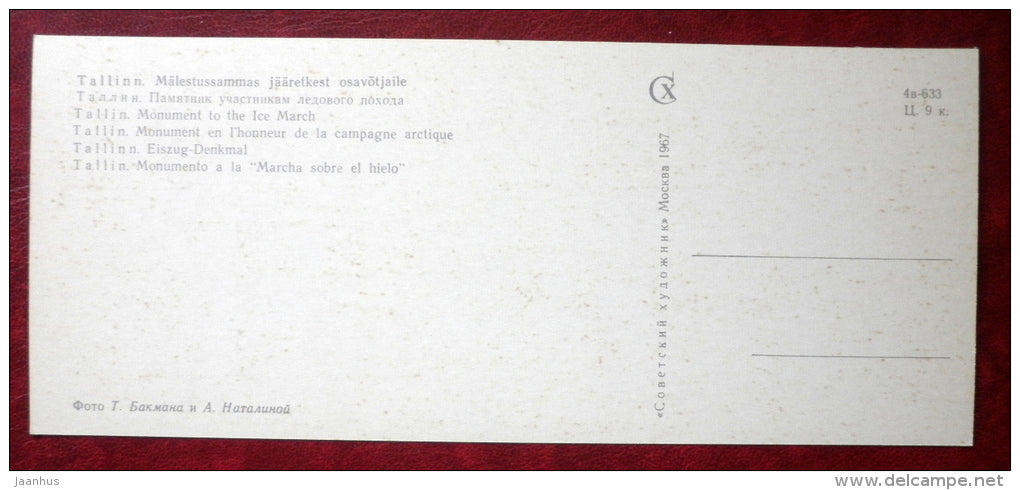 Tallinn. Mälestussammas jääretkest osavõtjaile
Таллин. Памятник участникам ледового похода
Tallin. Monument to the Ice March
Tallin. Monument en l'honneur de la campagne arctique
Tallinn. Eiszug-Denkmal
Tallin. Monumento a la "Marcha sobre el hielo"
Фото Т. Бакмана и А. Наталиной
СХ
«Советский художник» Москва 1967
4в-633
Ц. 9 к.
jaanhus
delcampe.net